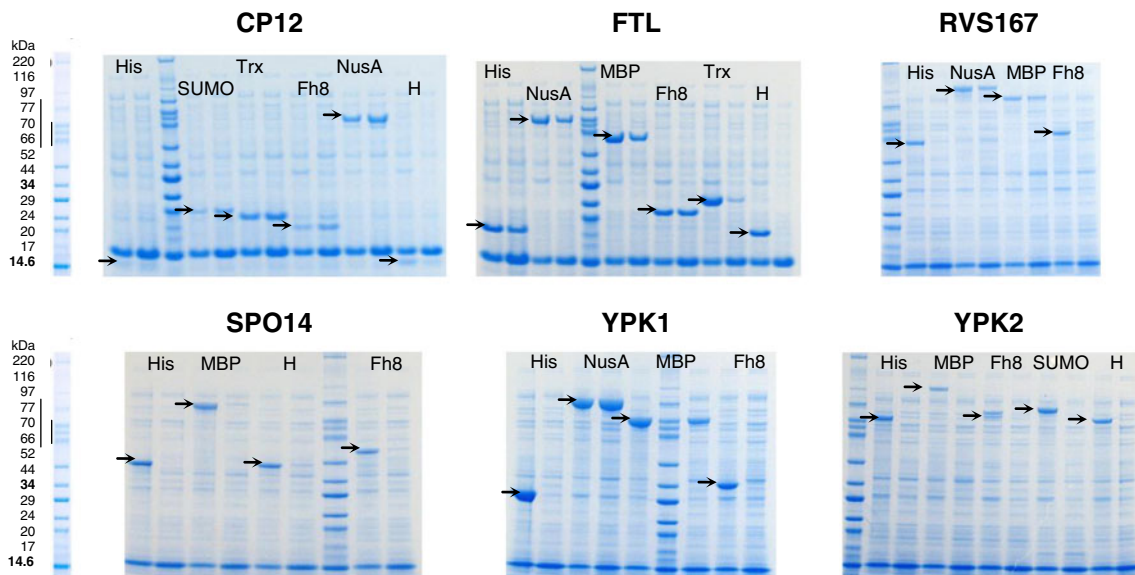 CP12
FTL
RVS167
kDa
220
116
97
77
70
66
52
44
34
29
24
20
17
14.6
His
SUMO
Trx
Fh8
NusA
H
His
NusA
MBP
Fh8
Trx
H
His
NusA
MBP
Fh8
SPO14
YPK1
YPK2
kDa
220
116
97
77
70
66
52
44
34
29
24
20
17
14.6
His
MBP
H
Fh8
His
NusA
MBP
Fh8
His
MBP
Fh8
SUMO
H